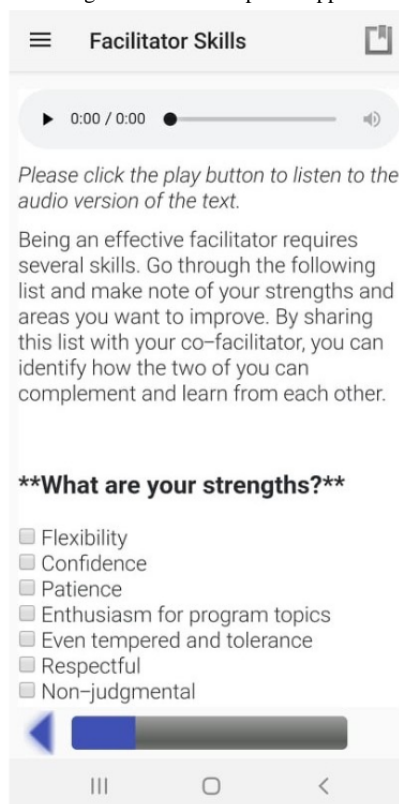 Facilitator Skills
0:00 / 0:00
Please click the play button to listen to the
audio version of the text.
Being an effective facilitator requires
several skills. Go through the following
list and make note of your strengths and
areas you want to improve. By sharing
this list with your co-facilitator, you can
identify how the two of you can
complement and learn from each other.
**What are your strengths?**
Flexibility
Confidence
Patience
Enthusiasm for program topics
Even tempered and tolerance
Respectful
Non-judgmental